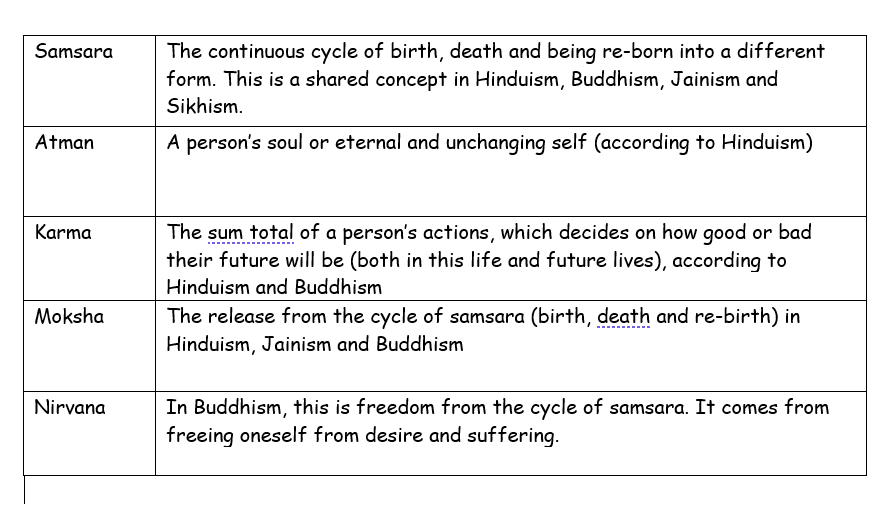 Samsara
The continuous cycle of birth, death and being re-born into a different
form. This is a shared concept in Hinduism, Buddhism, Jainism and
Sikhism.
Atman
A person's soul or eternal and unchanging self (according to Hinduism)
Karma
The sum total of a person's actions, which decides on how good or bad
their future will be (both in this life and future lives), according to
Hinduism and Buddhism
Moksha
The release from the cycle of samsara (birth, death and re-birth) in
Hinduism, Jainism and Buddhism
Nirvana
In Buddhism, this is freedom from the cycle of samsara. It comes from
freeing oneself from desire and suffering.